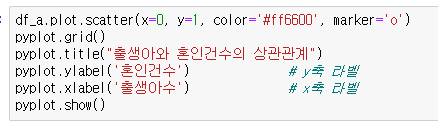 df_a.plot.scatter(x=0, y=1, color='#ff6600', marker='o')
pyplot.grid()
pyplot.title("출생아와 혼인건수의 상관관계")
pyplot.ylabel('혼인건수') # y축 라벨
pyplot.xlabel('출생아수') # x축 라벨
pyplot.show()